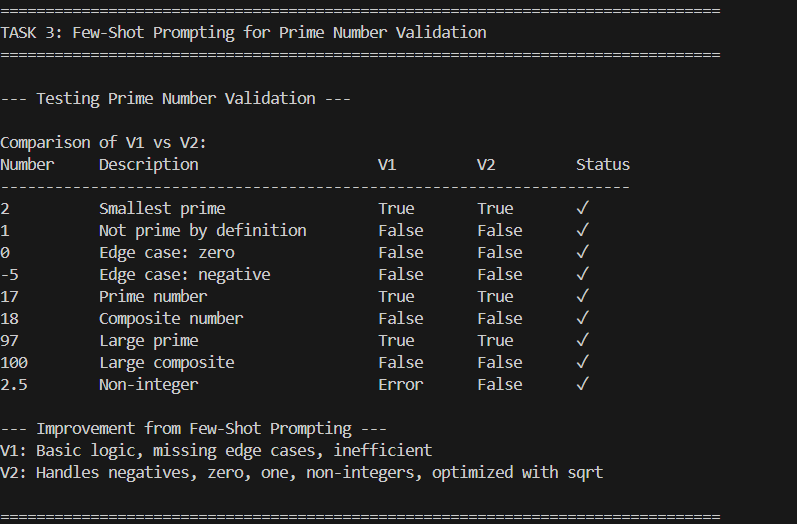 ================================================================================
TASK 3: Few-Shot Prompting for Prime Number Validation
================================================================================
--- Testing Prime Number Validation ---
Comparison of V1 vs V2:
Number     Description                    V1         V2         Status
----------------------------------------------------------------------
2          Smallest prime                 True       True       ✓
1          Not prime by definition        False      False      ✓
0          Edge case: zero                False      False      ✓
-5         Edge case: negative            False      False      ✓
17         Prime number                   True       True       ✓
18         Composite number               False      False      ✓
97         Large prime                    True       True       ✓
100        Large composite                False      False      ✓
2.5        Non-integer                    Error      False      ✓
--- Improvement from Few-Shot Prompting ---
V1: Basic logic, missing edge cases, inefficient
V2: Handles negatives, zero, one, non-integers, optimized with sqrt
================================================================================